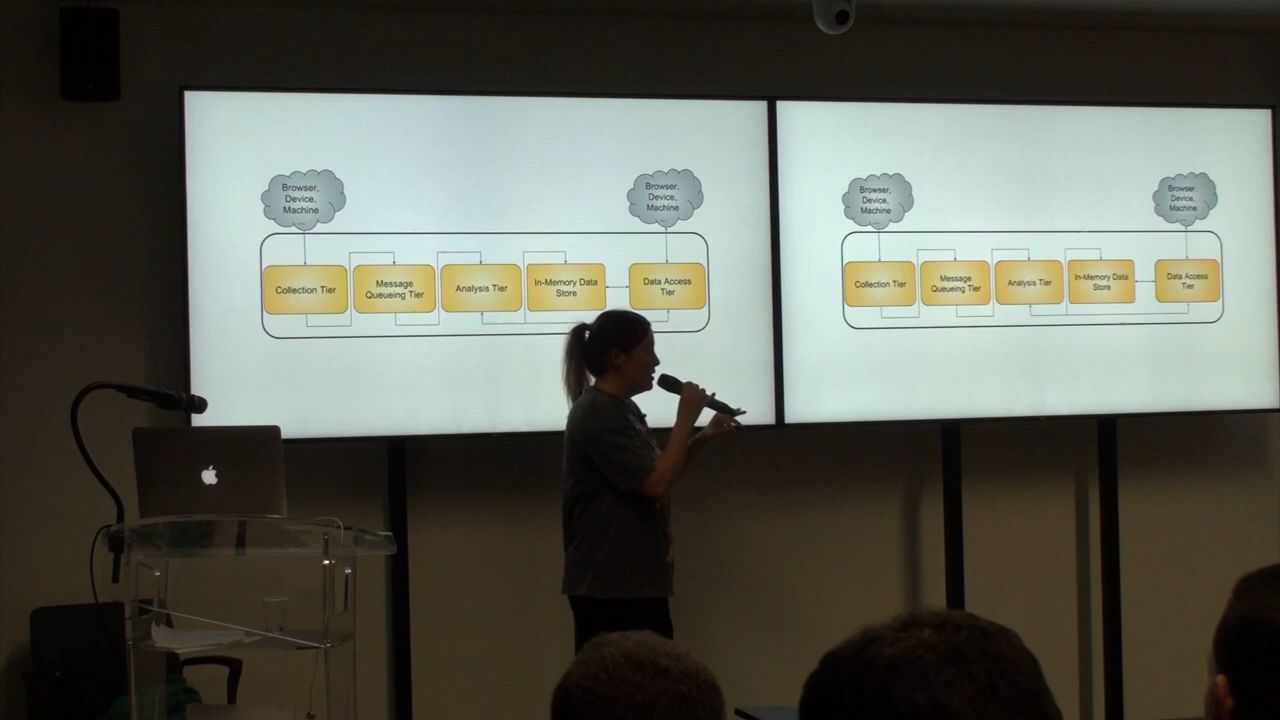 Browser,
Device,
Machine
Browser,
Device,
Machine
Collection Tier
Message
Queueing Tier
Analysis Tier
In-Memory Data
Store
Data Access
Tier
Browser,
Device,
Machine
Browser,
Device,
Machine
Collection Tier
Message
Queueing Tier
Analysis Tier
In-Memory Data
Store
Data Access
Tier